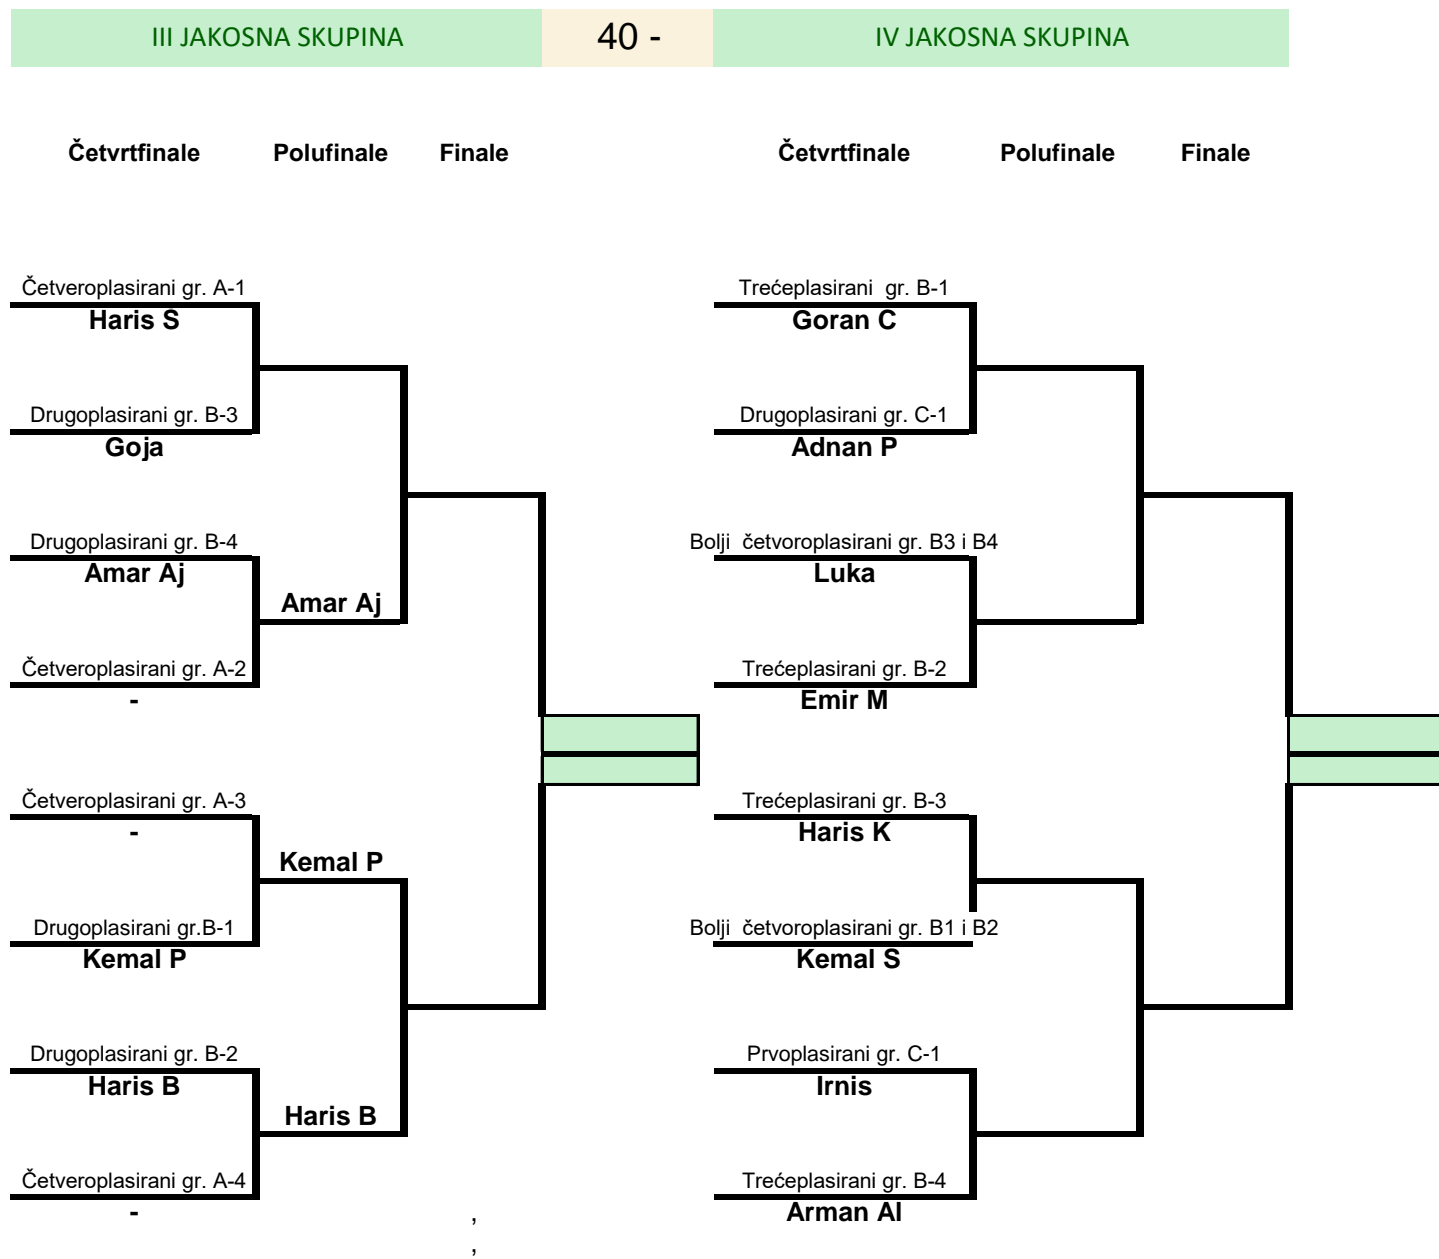 III JAKOSNA SKUPINA
40 -
IV JAKOSNA SKUPINA
Četvrtfinale
Polufinale
Finale
Četvrtfinale
Polufinale
Finale
Četveroplasirani gr. A-1
Haris S
Drugoplasirani gr. B-3
Goja
Drugoplasirani gr. B-4
Amar Aj
Amar Aj
Četveroplasirani gr. A-2
-
Četveroplasirani gr. A-3
-
Kemal P
Drugoplasirani gr.B-1
Kemal P
Drugoplasirani gr. B-2
Haris B
Haris B
Četveroplasirani gr. A-4
-
,
,
Trećeplasirani  gr. B-1
Goran C
Drugoplasirani gr. C-1
Adnan P
Bolji  četvoroplasirani gr. B3 i B4
Luka
Trećeplasirani gr. B-2
Emir M
Trećeplasirani gr. B-3
Haris K
Bolji  četvoroplasirani gr. B1 i B2
Kemal S
Prvoplasirani gr. C-1
Irnis
Trećeplasirani gr. B-4
Arman Al